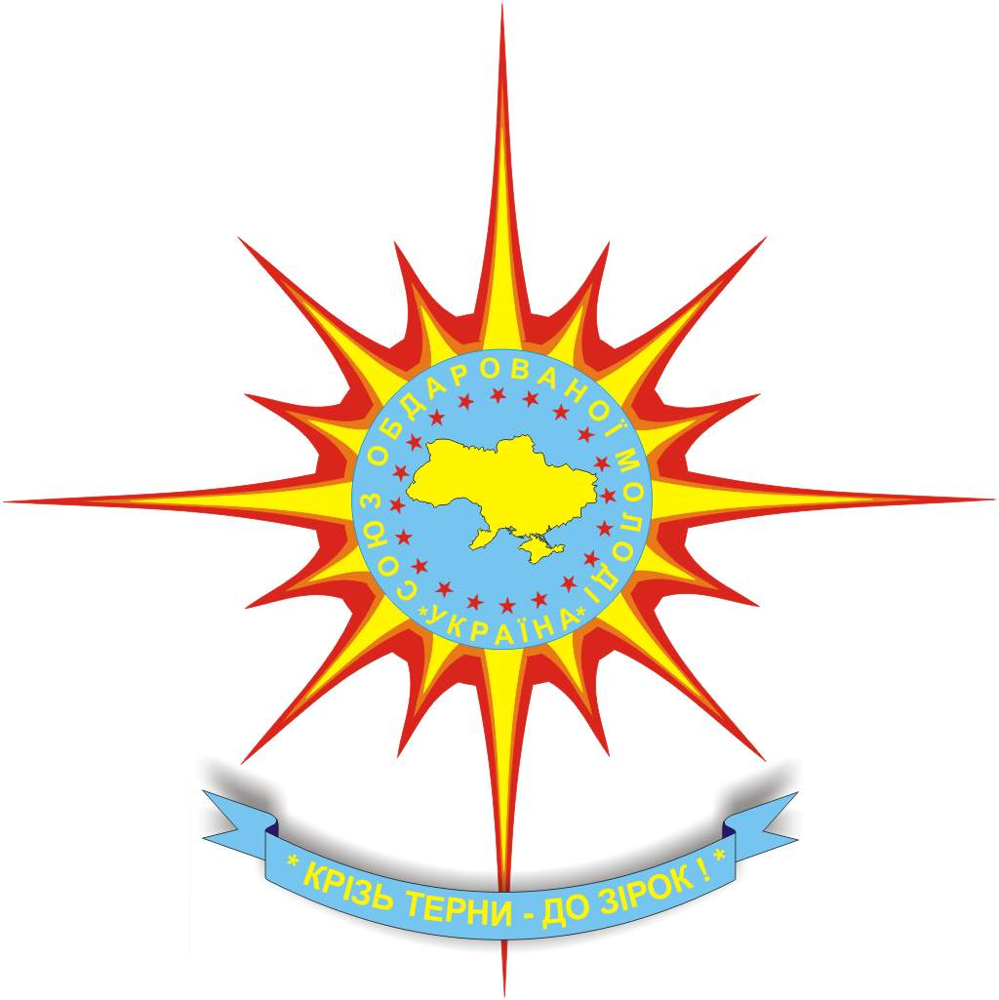 СОЮЗ ОБДАРОВАНОЇ МОЛОДІ
*УКРАЇНА*
* КРІЗЬ ТЕРНИ - ДО ЗІРОК ! *